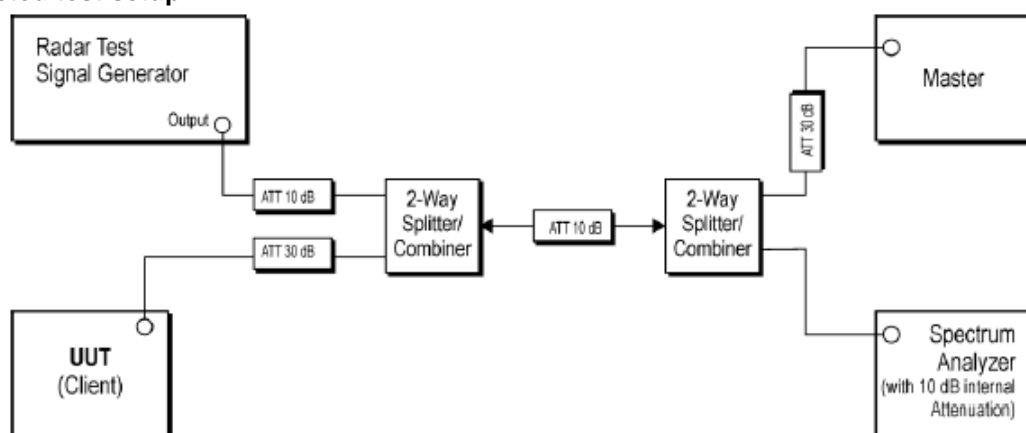 Radar Test
Signal Generator
Output
ATT 10 dB
2-Way
Splitter/
Combiner
ATT 30 dB
UUT
(Client)
ATT 10 dB
2-Way
Splitter/
Combiner
ATT 30 dB
Master
Spectrum
Analyzer
(with 10 dB internal
Attenuation)